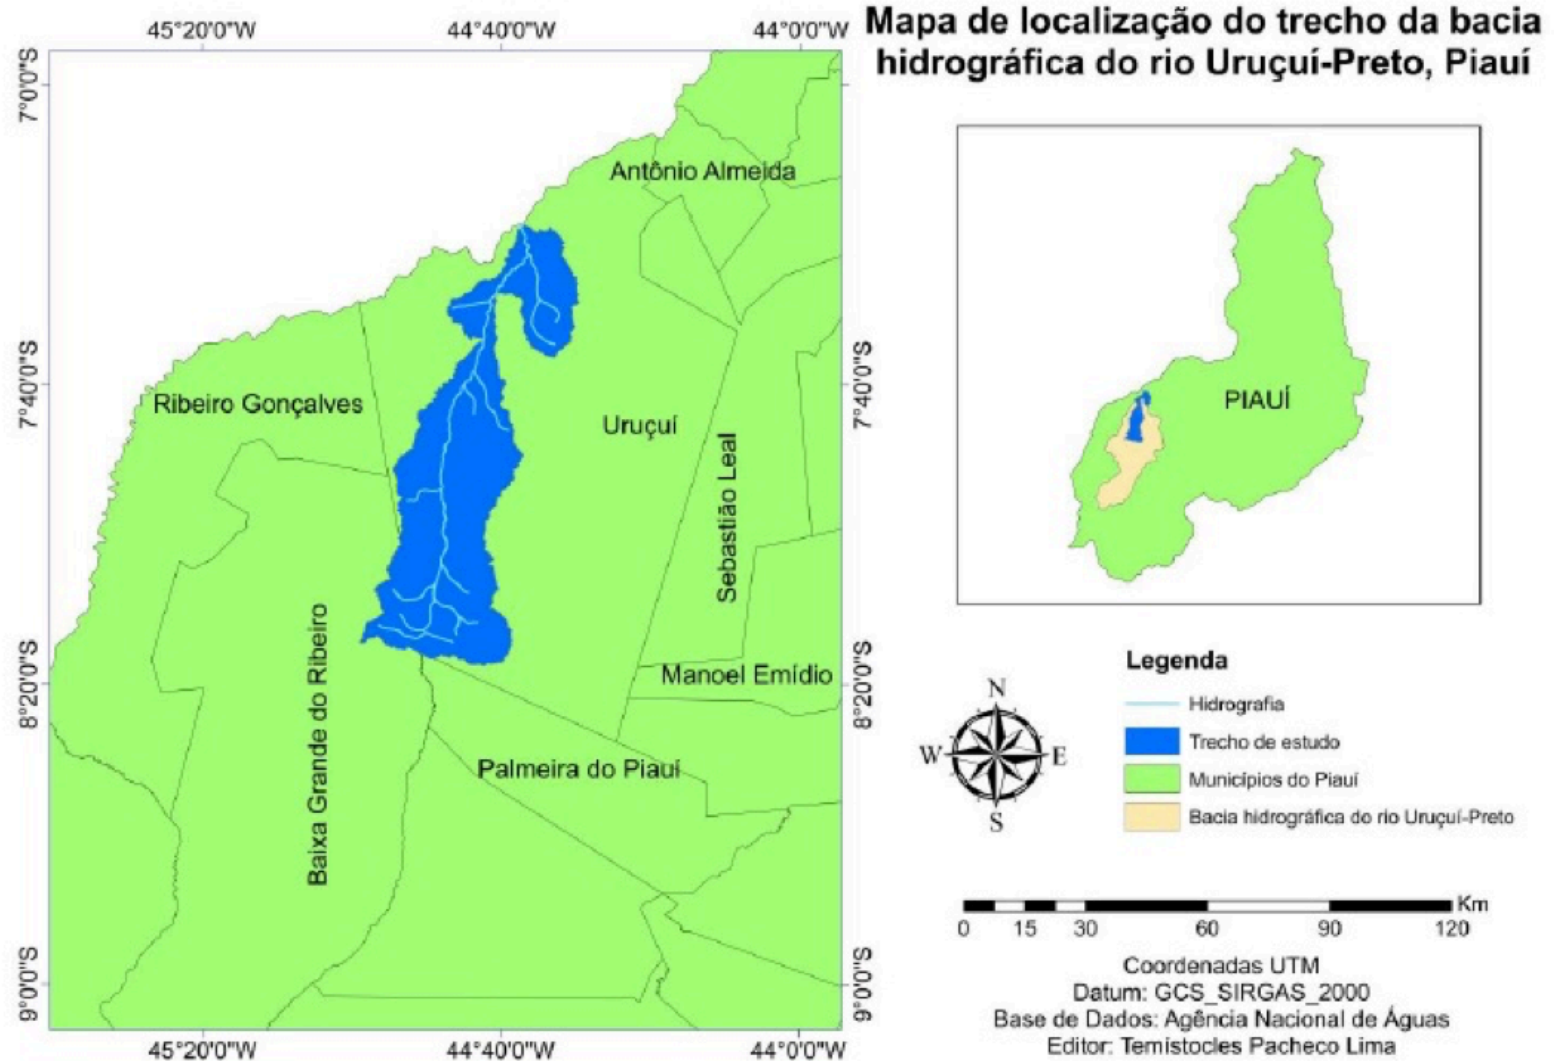 Mapa de localização do trecho da bacia
hidrográfica do rio Uruçuí-Preto, Piauí
45°20'0"W
44°40'0"W
44°0'0"W
7°0'0"S
7°40'0"S
8°20'0"S
9°0'0"S
Antônio Almeida
Ribeiro Gonçalves
Uruçuí
Sebastião Leal
Baixa Grande do Ribeiro
Manoel Emídio
Palmeira do Piauí
7°40'0"S
8°20'0"S
9°0'0"S
45°20'0"W
44°40'0"W
44°0'0"W
PIAUÍ
N
W
E
S
Legenda
Hidrografia
Trecho de estudo
Municípios do Piauí
Bacia hidrográfica do rio Uruçuí-Preto
Km
0 15 30 60 90 120
Coordenadas UTM
Datum: GCS_SIRGAS_2000
Base de Dados: Agência Nacional de Águas
Editor: Temístocles Pacheco Lima